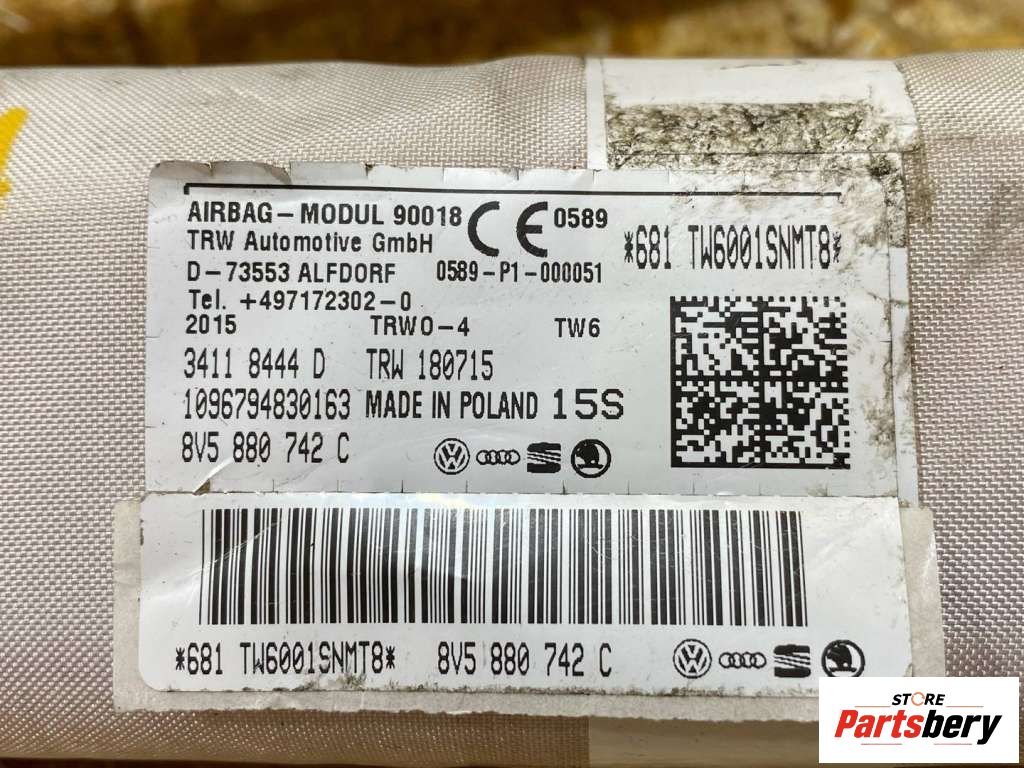 AIRBAG-MODUL 90018 CE 0589
TRW Automotive GmbH
*681 TW6001SNMT8*
D-73553 ALFDORF 0589-P1-000051
Tel. +497172302-0
2015 TRWO-4 TW6
3411 8444 D TRW 180715
1096794830163 MADE IN POLAND 15S
8V5 880 742 C
*681 TW6001SNMT8* 8V5 880 742 C
STORE
Partsbery